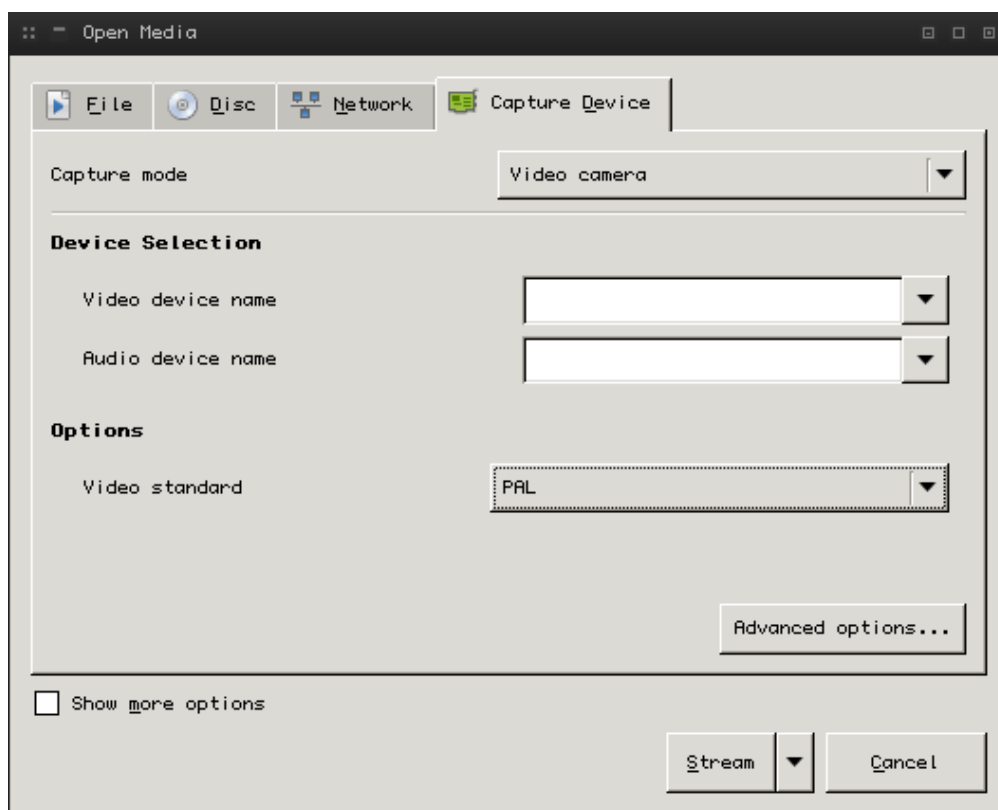 Open Media
File Disc Network Capture Device
Capture mode Video camera
Device Selection
Video device name
Audio device name
Options
Video standard PAL
Advanced options...
Show more options
Stream Cancel